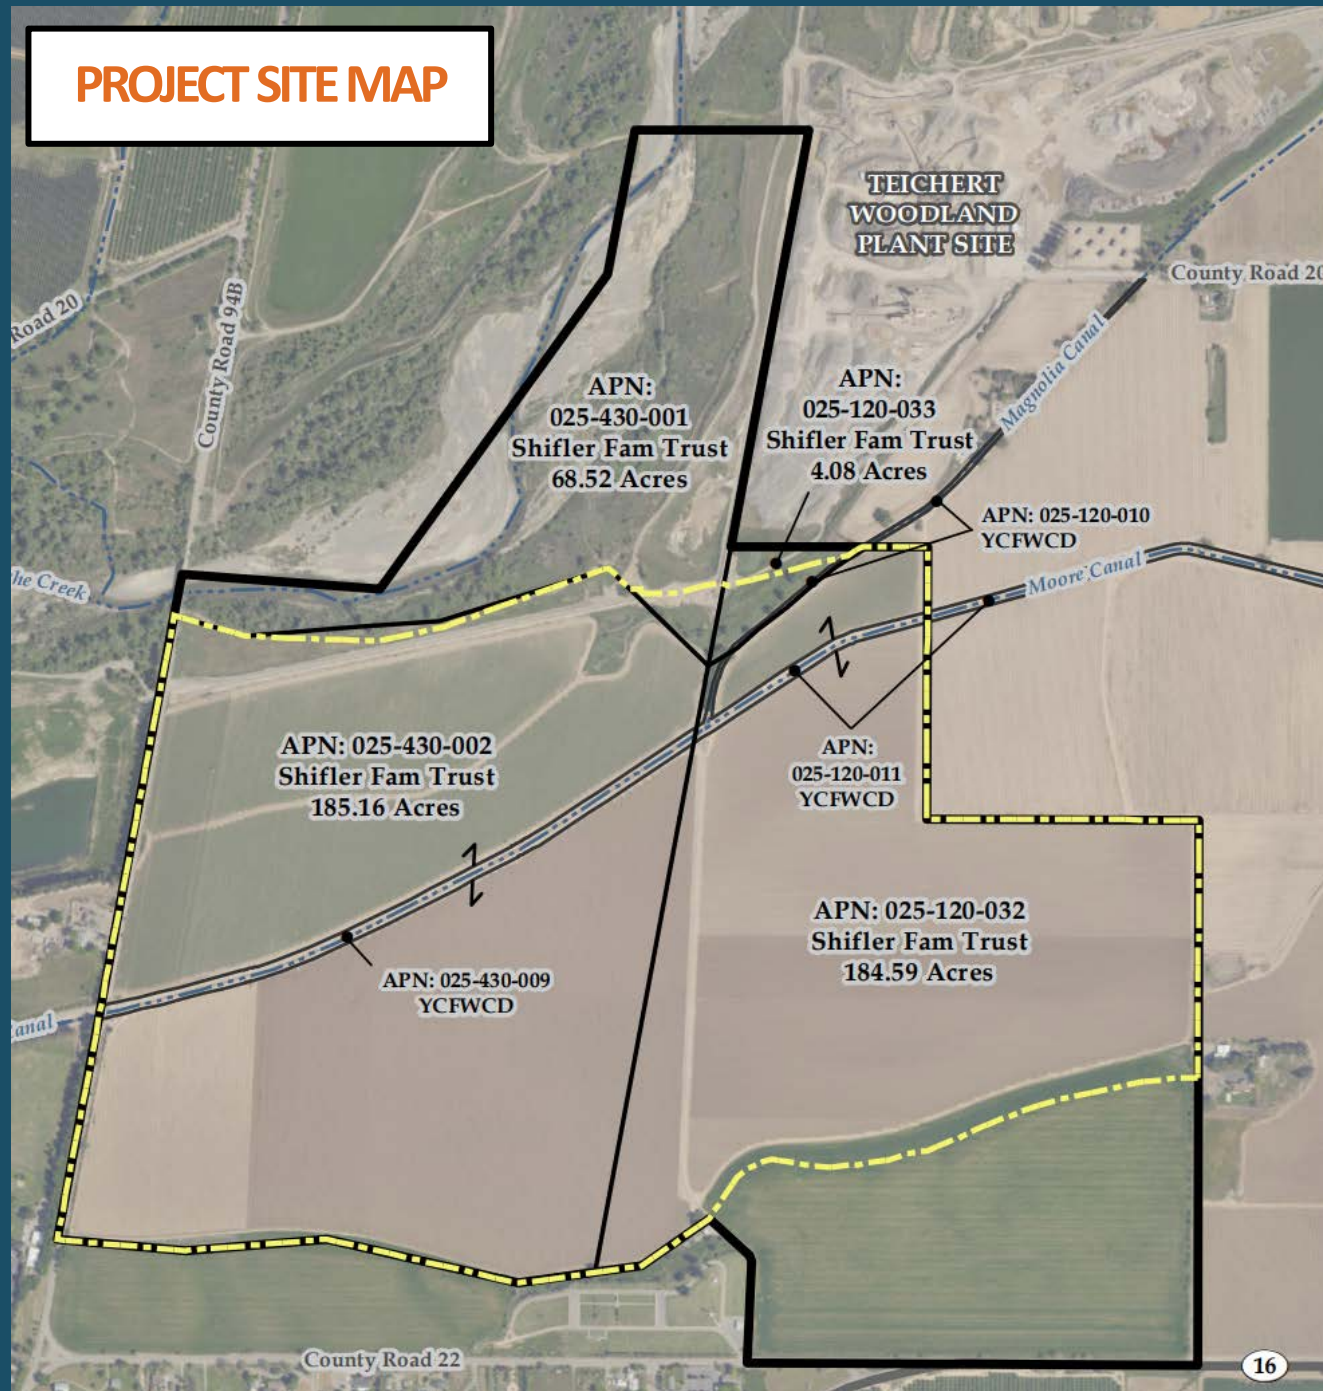 PROJECT SITE MAP
TEICHERT
WOODLAND
PLANT SITE
County Road 20
Road 20
County Road 94B
Magnolia Canal
APN:
025-430-001
Shifler Fam Trust
68.52 Acres
APN:
025-120-033
Shifler Fam Trust
4.08 Acres
APN: 025-120-010
YCFWCD
Moore Canal
he Creek
APN: 025-430-002
Shifler Fam Trust
185.16 Acres
APN:
025-120-011
YCFWCD
APN: 025-120-032
Shifler Fam Trust
184.59 Acres
APN: 025-430-009
YCFWCD
anal
County Road 22
16